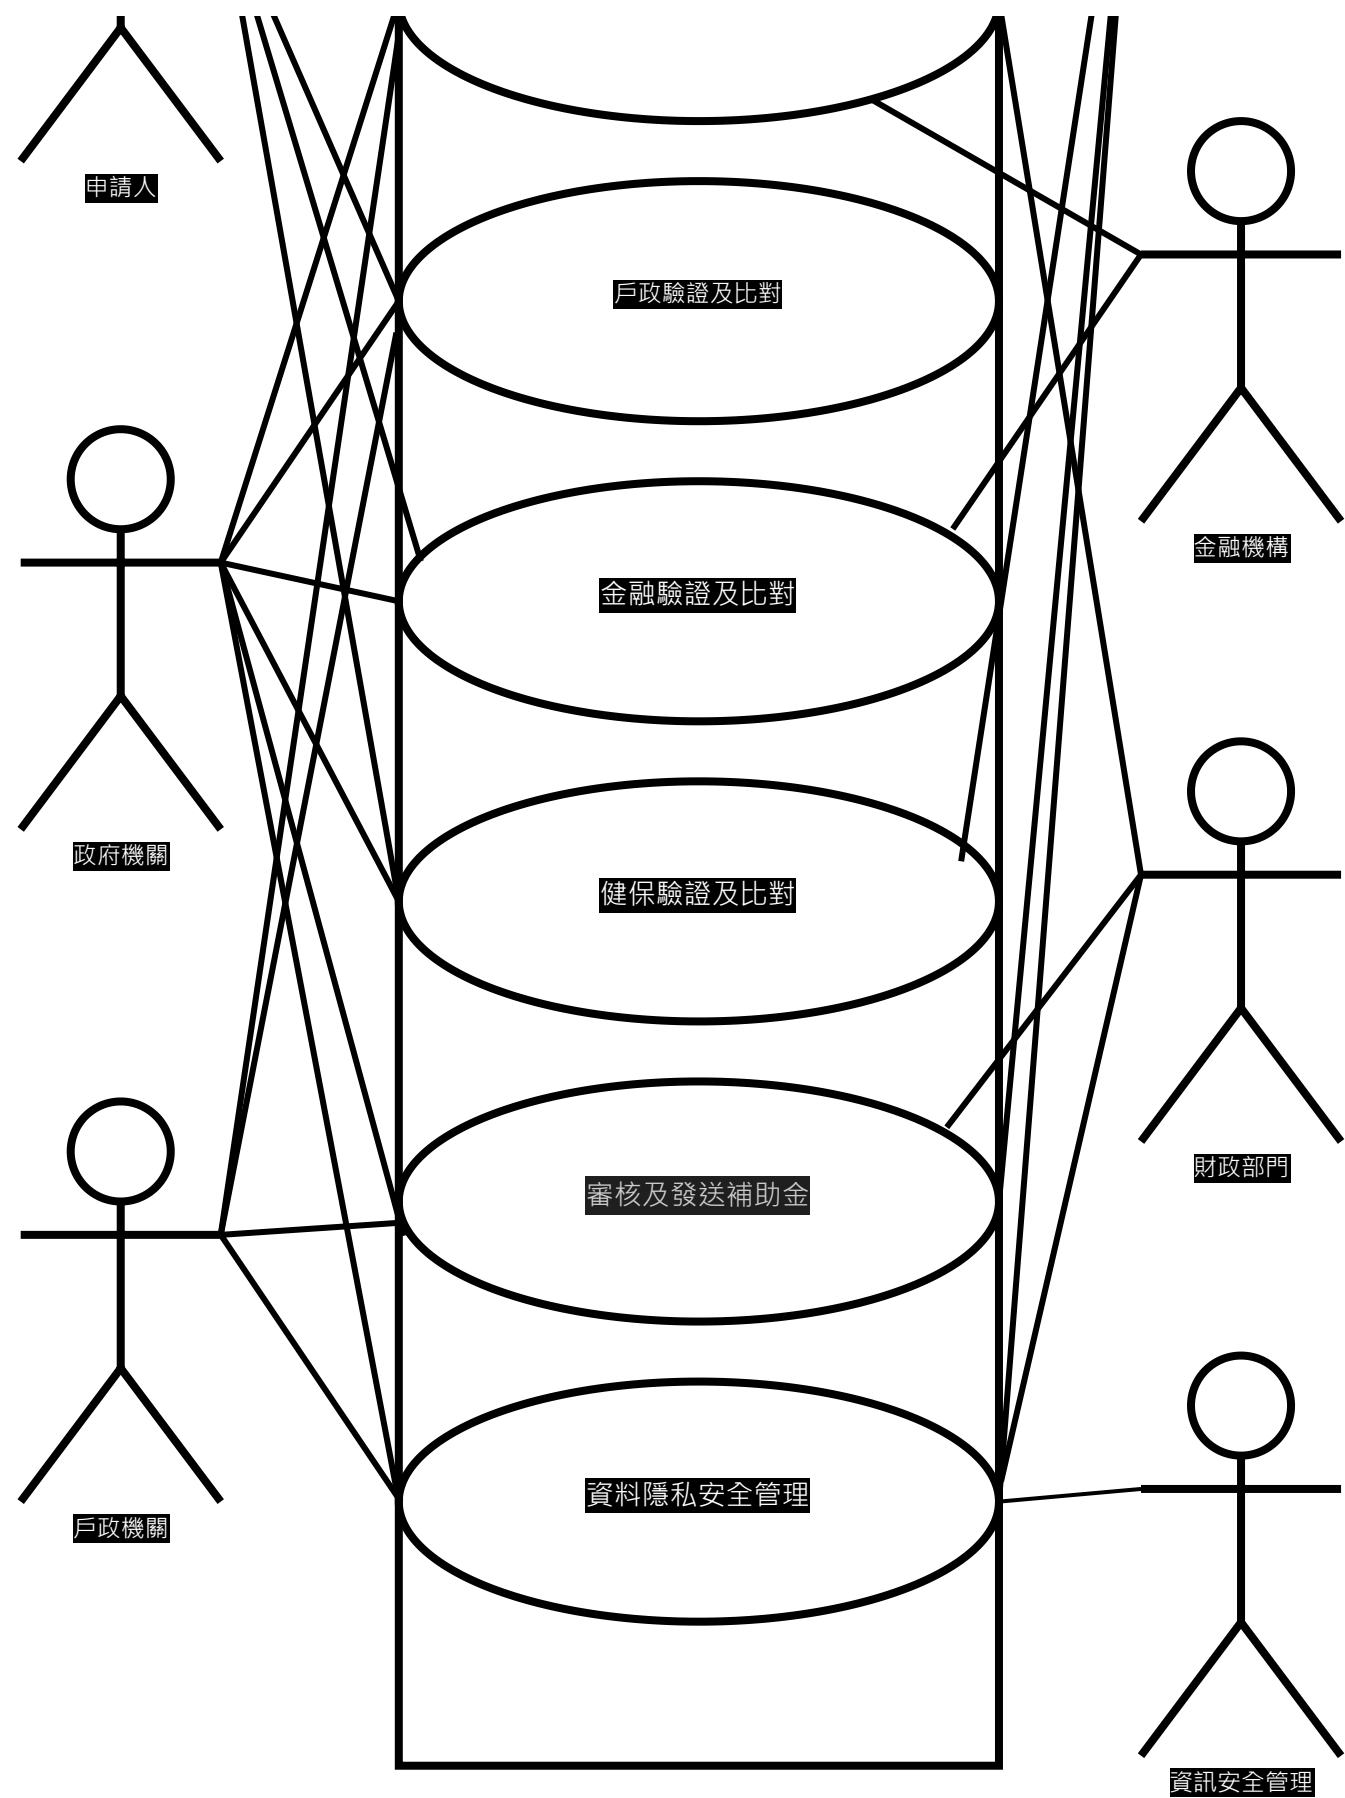 申請人
戶政驗證及比對
金融機構
金融驗證及比對
政府機關
健保驗證及比對
財政部門
審核及發送補助金
資料隱私安全管理
戶政機關
資訊安全管理